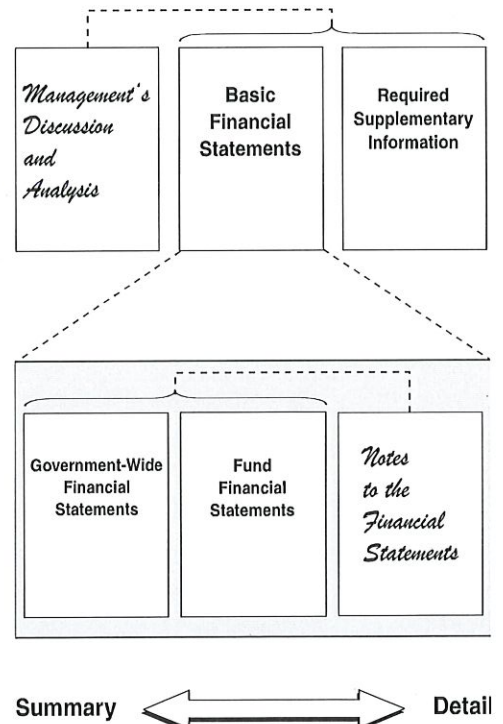 Management's
Discussion
and
Analysis
Basic
Financial
Statements
Required
Supplementary
Information
Government-Wide
Financial
Statements
Fund
Financial
Statements
Notes
to the
Financial
Statements
Summary
Detail